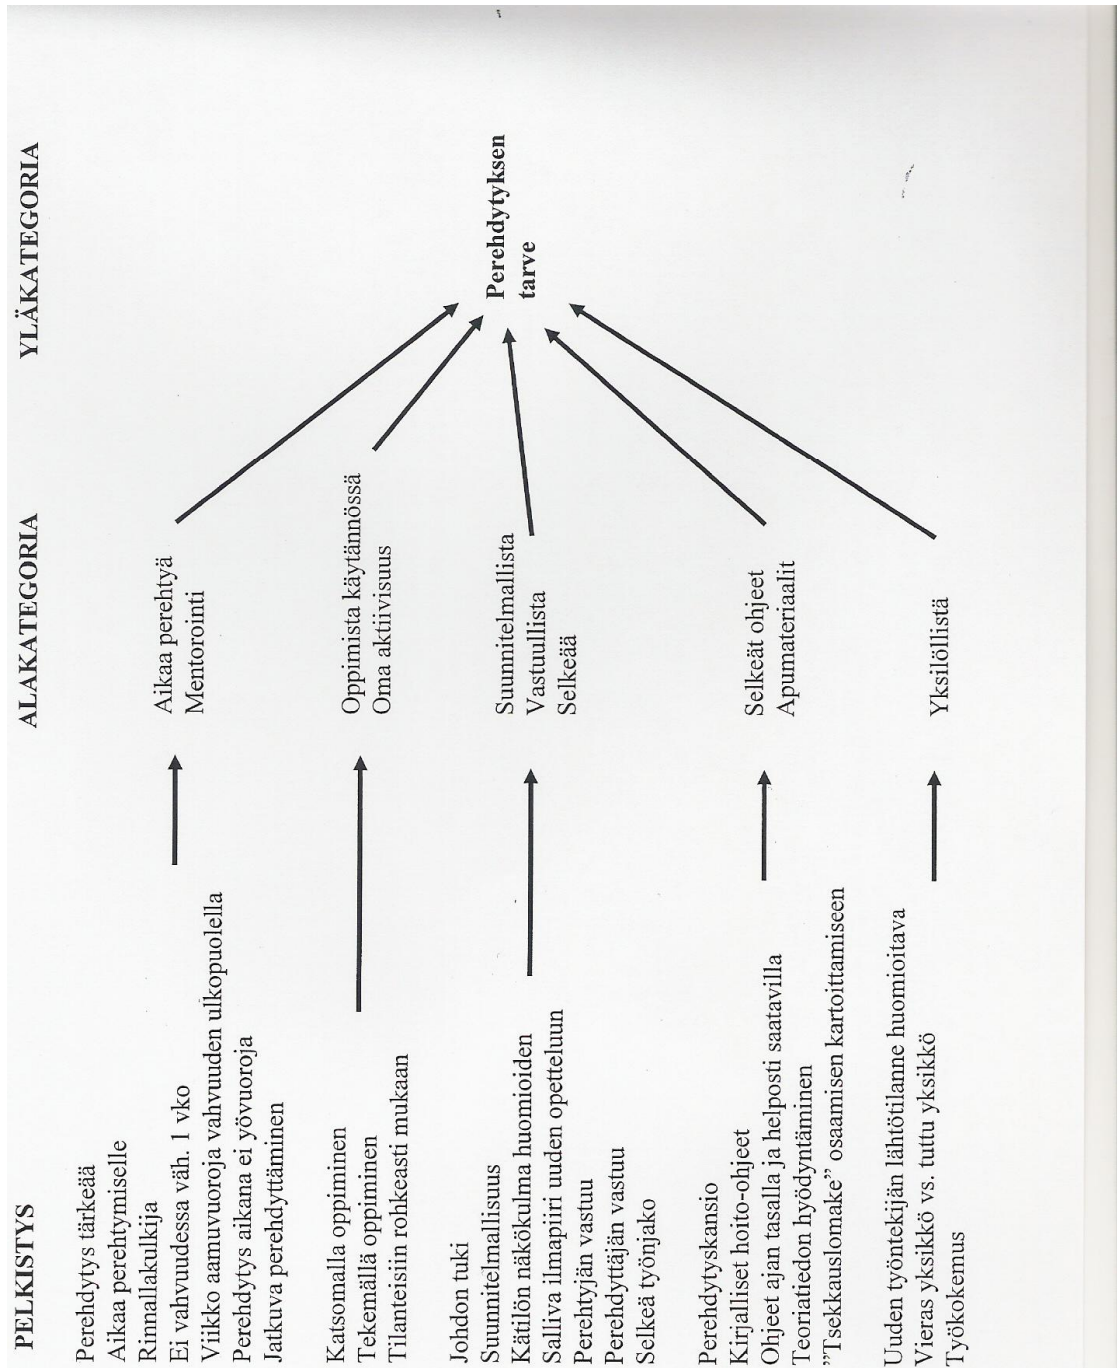 PELKISTYS
ALAKATEGORIA
YLÄKATEGORIA
Perehdytys tärkeää
Aikaa perehtymiselle
Rinnallakulkija
Ei vahvuudessa väh. 1 vko
Viikko aamuvuoroja vahvuuden ulkopuolella
Perehdytys aikana ei yövuoroja
Jatkuva perehdyttäminen
Aikaa perehtyä
Mentorointi
Katsomalla oppiminen
Tekemällä oppiminen
Tilanteisiin rohkeasti mukaan
Oppimista käytännössä
Oma aktiivisuus
Johdon tuki
Suunnitelmallisuus
Kätilön näkökulma huomioiden
Salliva ilmapiiri uuden opetteluun
Perehtyjän vastuu
Perehdyttäjän vastuu
Selkeä työnjako
Suunnitelmallista
Vastuullista
Selkeää
Perehdytyksen
tarve
Perehdytyskansio
Kirjalliset hoito-ohjeet
Ohjeet ajan tasalla ja helposti saatavilla
Teoriatiedon hyödyntäminen
”Tsekkauslomake” osaamisen kartoittamiseen
Selkeät ohjeet
Apumateriaalit
Uuden työntekijän lähtötilanne huomioitava
Vieras yksikkö vs. tuttu yksikkö
Työkokemus
Yksilöllistä